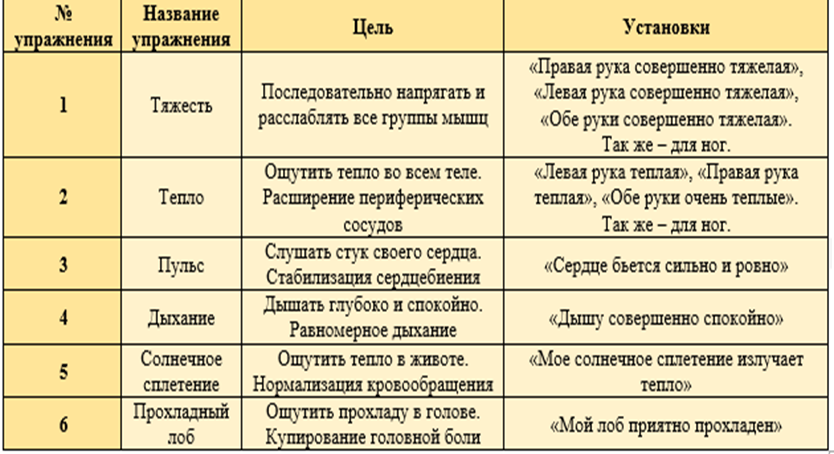 № упражнения
Название упражнения
Цель
Установки
1
Тяжесть
Последовательно напрягать и
расслаблять все группы мышц
«Правая рука совершенно тяжелая»,
«Левая рука совершенно тяжелая»,
«Обе руки совершенно тяжелая».
Так же – для ног.
2
Тепло
Ощутить тепло во всем теле.
Расширение периферических
сосудов
«Левая рука теплая», «Правая рука
теплая», «Обе руки очень теплые».
Так же – для ног.
3
Пульс
Слушать стук своего сердца.
Стабилизация сердцебиения
«Сердце бьется сильно и ровно»
4
Дыхание
Дышать глубоко и спокойно.
Равномерное дыхание
«Дышу совершенно спокойно»
5
Солнечное
сплетение
Ощутить тепло в животе.
Нормализация кровообращения
«Мое солнечное сплетение излучает
тепло»
6
Прохладный
лоб
Ощутить прохладу в голове.
Купирование головной боли
«Мой лоб приятно прохладен»